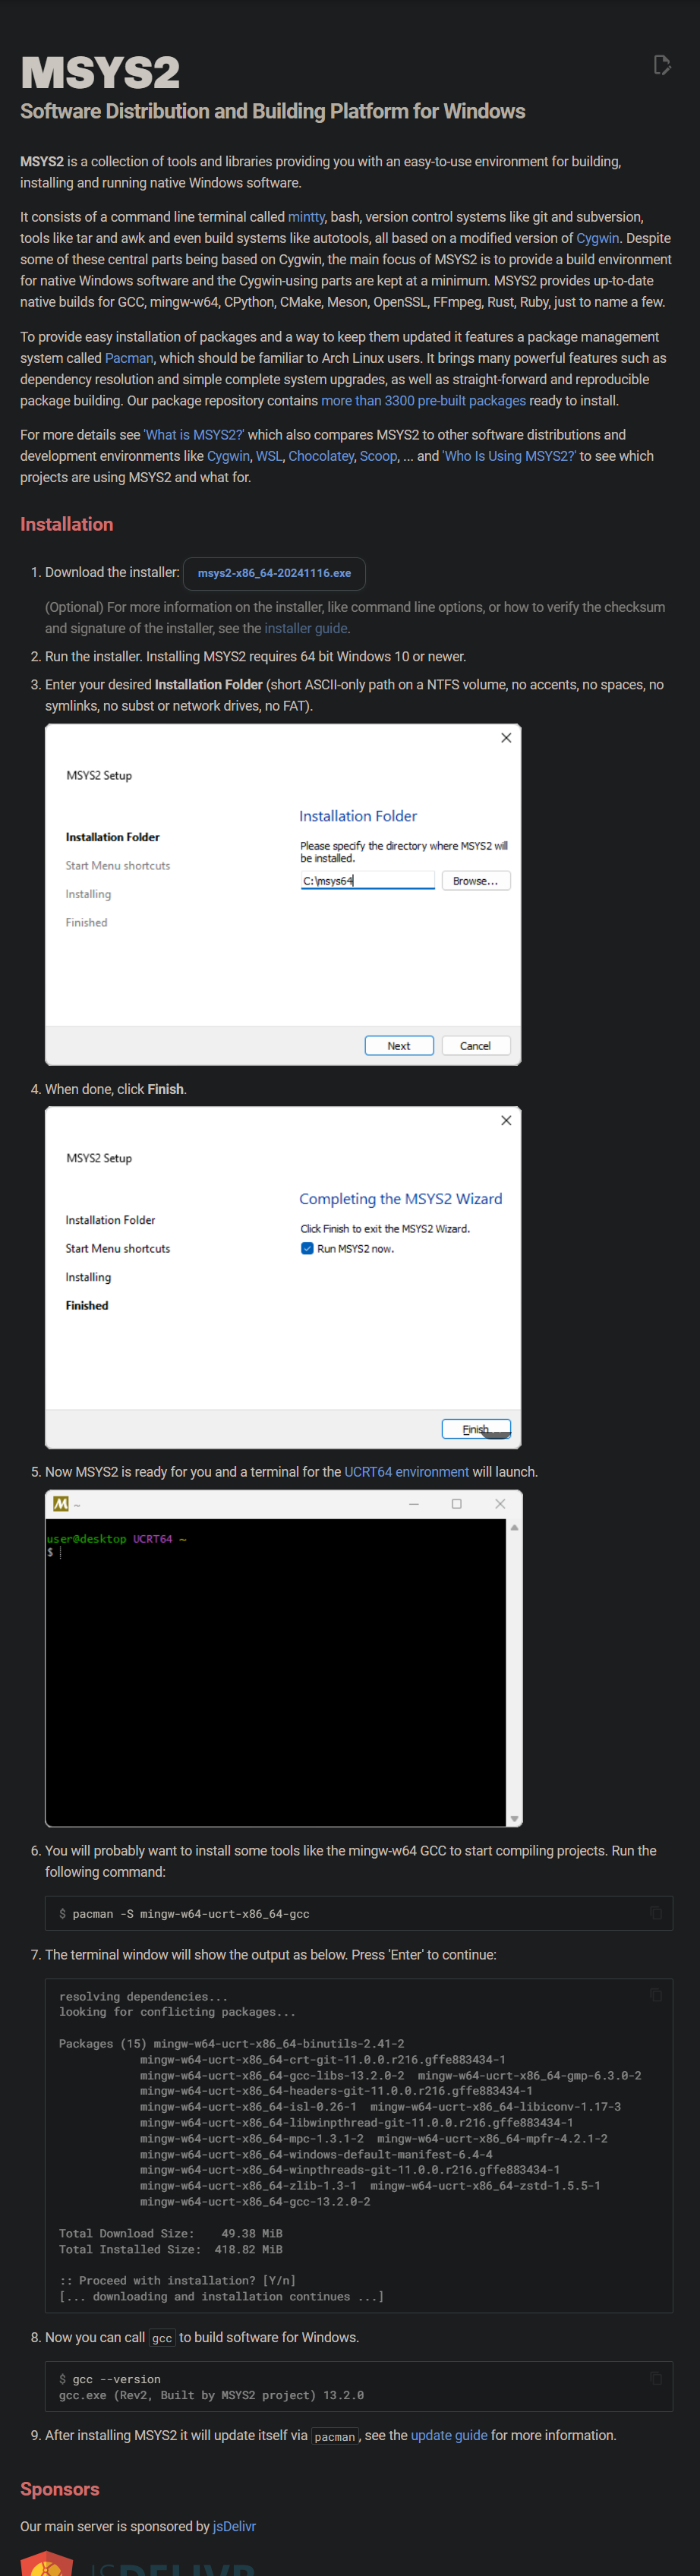 MSYS2
Software Distribution and Building Platform for Windows
MSYS2 is a collection of tools and libraries providing you with an easy-to-use environment for building,
installing and running native Windows software.
It consists of a command line terminal called mintty, bash, version control systems like git and subversion,
tools like tar and awk and even build systems like autotools, all based on a modified version of Cygwin. Despite
some of these central parts being based on Cygwin, the main focus of MSYS2 is to provide a build environment
for native Windows software and the Cygwin-using parts are kept at a minimum. MSYS2 provides up-to-date
native builds for GCC, mingw-w64, CPython, CMake, Meson, OpenSSL, FFmpeg, Rust, Ruby, just to name a few.
To provide easy installation of packages and a way to keep them updated it features a package management
system called Pacman, which should be familiar to Arch Linux users. It brings many powerful features such as
dependency resolution and simple complete system upgrades, as well as straight-forward and reproducible
package building. Our package repository contains more than 3300 pre-built packages ready to install.
For more details see 'What is MSYS2?' which also compares MSYS2 to other software distributions and
development environments like Cygwin, WSL, Chocolatey, Scoop, ... and 'Who Is Using MSYS2?' to see which
projects are using MSYS2 and what for.
Installation
1. Download the installer: msys2-x86_64-20241116.exe
(Optional) For more information on the installer, like command line options, or how to verify the checksum
and signature of the installer, see the installer guide.
2. Run the installer. Installing MSYS2 requires 64 bit Windows 10 or newer.
3. Enter your desired Installation Folder (short ASCII-only path on a NTFS volume, no accents, no spaces, no
symlinks, no subst or network drives, no FAT).
MSYS2 Setup
Installation Folder
Start Menu shortcuts
Installing
Finished
Installation Folder
Please specify the directory where MSYS2 will
be installed.
C:\msys64
Browse...
Next
Cancel
4. When done, click Finish.
MSYS2 Setup
Installation Folder
Start Menu shortcuts
Installing
Finished
Completing the MSYS2 Wizard
Click Finish to exit the MSYS2 Wizard.
Run MSYS2 now.
Finish
5. Now MSYS2 is ready for you and a terminal for the UCRT64 environment will launch.
M ~
user@desktop UCRT64 ~
$
6. You will probably want to install some tools like the mingw-w64 GCC to start compiling projects. Run the
following command:
$ pacman -S mingw-w64-ucrt-x86_64-gcc
7. The terminal window will show the output as below. Press 'Enter' to continue:
resolving dependencies...
looking for conflicting packages...
Packages (15) mingw-w64-ucrt-x86_64-binutils-2.41-2
mingw-w64-ucrt-x86_64-crt-git-11.0.0.r216.gffe883434-1
mingw-w64-ucrt-x86_64-gcc-libs-13.2.0-2 mingw-w64-ucrt-x86_64-gmp-6.3.0-2
mingw-w64-ucrt-x86_64-headers-git-11.0.0.r216.gffe883434-1
mingw-w64-ucrt-x86_64-isl-0.26-1 mingw-w64-ucrt-x86_64-libiconv-1.17-3
mingw-w64-ucrt-x86_64-libwinpthread-git-11.0.0.r216.gffe883434-1
mingw-w64-ucrt-x86_64-mpc-1.3.1-2 mingw-w64-ucrt-x86_64-mpfr-4.2.1-2
mingw-w64-ucrt-x86_64-windows-default-manifest-6.4-4
mingw-w64-ucrt-x86_64-winpthreads-git-11.0.0.r216.gffe883434-1
mingw-w64-ucrt-x86_64-zlib-1.3-1 mingw-w64-ucrt-x86_64-zstd-1.5.5-1
mingw-w64-ucrt-x86_64-gcc-13.2.0-2
Total Download Size: 49.38 MiB
Total Installed Size: 418.82 MiB
:: Proceed with installation? [Y/n]
[... downloading and installation continues ...]
8. Now you can call gcc to build software for Windows.
$ gcc --version
gcc.exe (Rev2, Built by MSYS2 project) 13.2.0
9. After installing MSYS2 it will update itself via pacman, see the update guide for more information.
Sponsors
Our main server is sponsored by jsDelivr
JSDELIVR